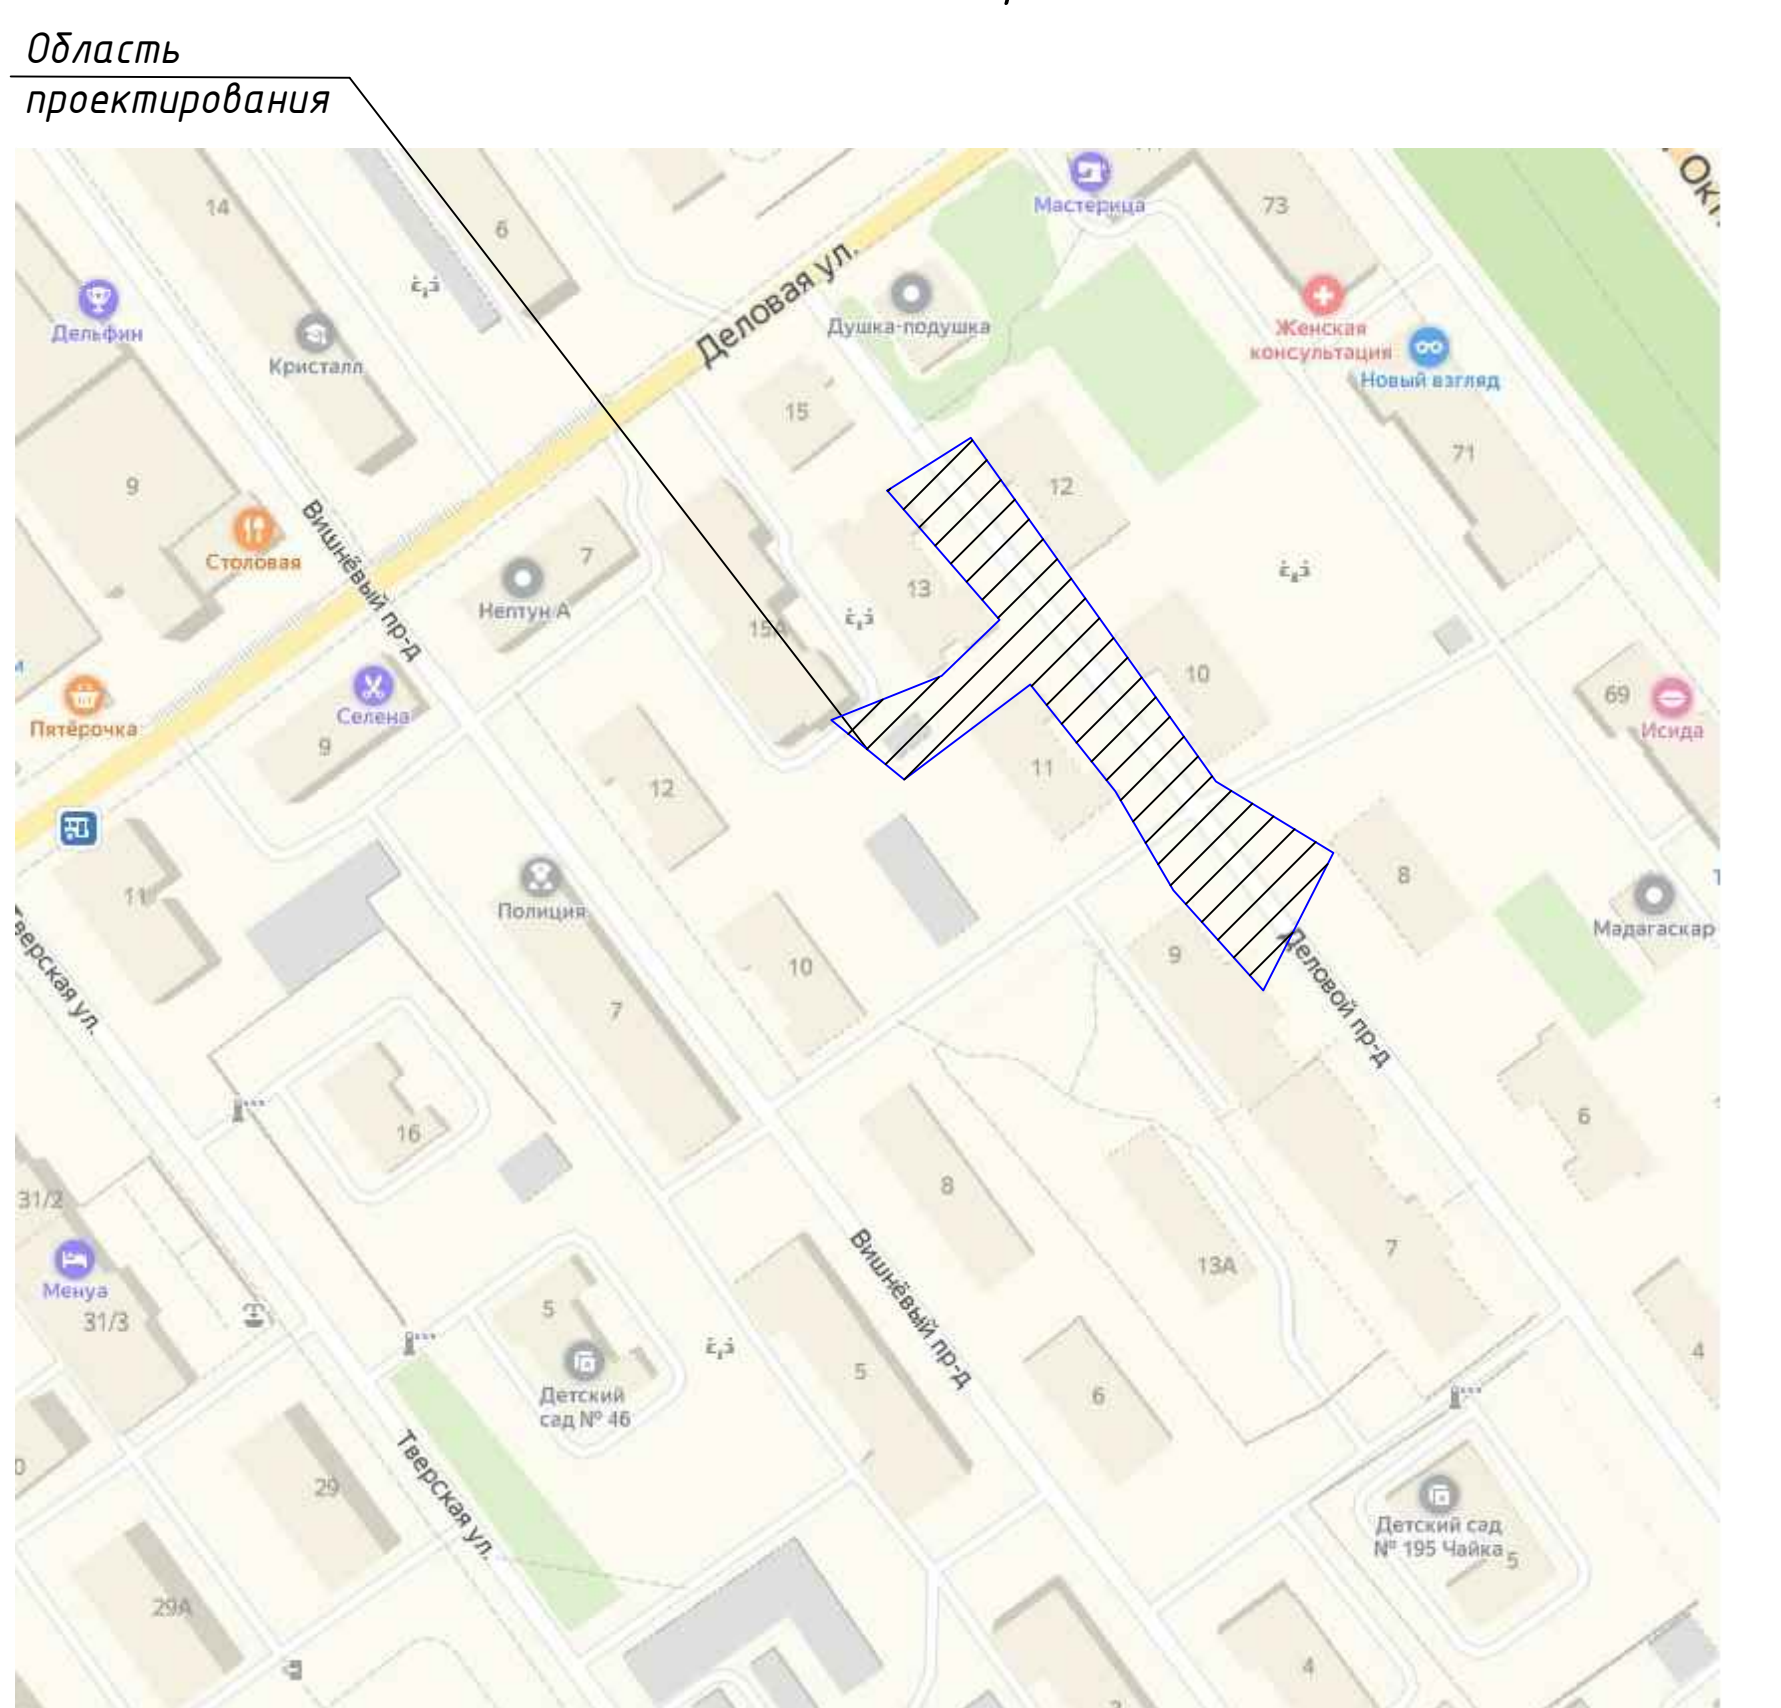 Область
проектирования
14
6
Мастерица
73
Деловая ул.
Дельфин
Кристалл
Душка-подушка
Женская
консультация
Новый взгляд
15
71
9
12
Столовая
Вишнёвый пр-д
7
Нептун А
13
15А
10
Селена
9
Пятёрочка
69
Исида
12
11
8
Полиция
11
Мадагаскар
10
9
7
Тверская ул.
Деловой пр-д
16
6
8
31/2
Вишнёвый пр-д
7
13А
Менуа
31/3
5
4
Детский
сад № 46
5
6
29
Тверская ул.
Детский сад
№ 195 Чайка
5
29А
4